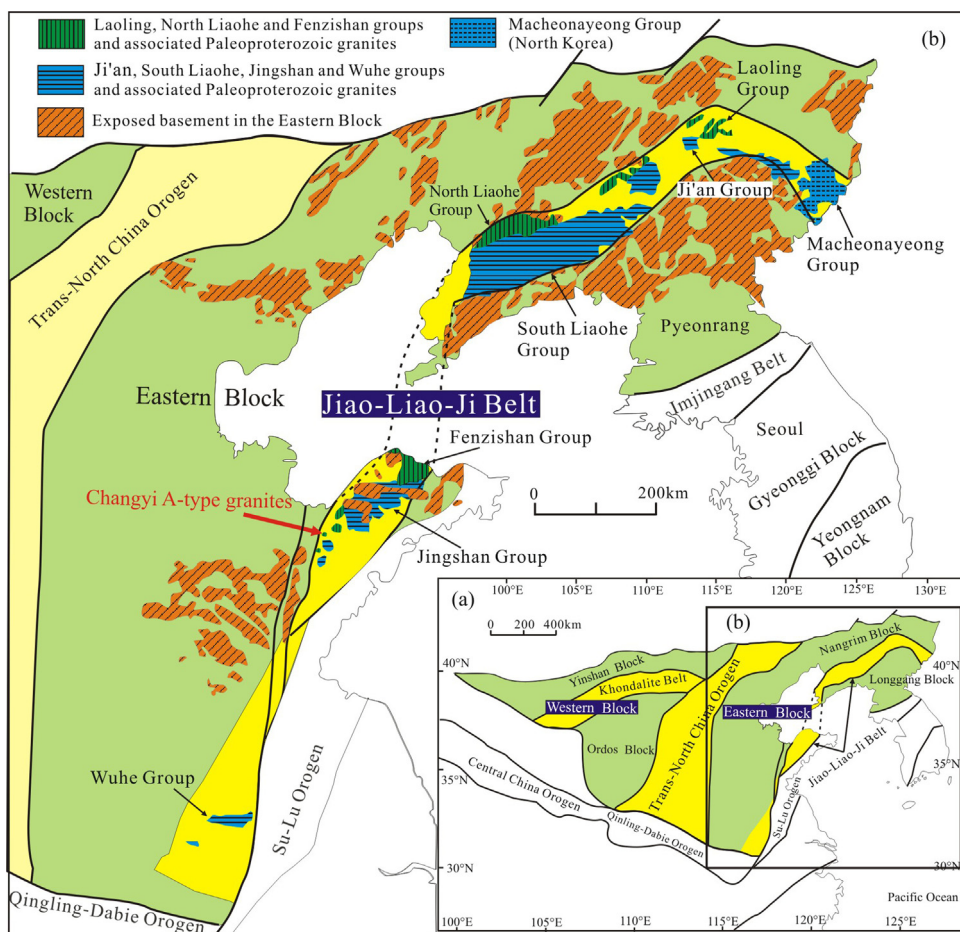 Laoling, North Liaohe and Fenzishan groups
and associated Paleoproterozoic granites
Macheonayeong Group
(North Korea)
(b)
Ji'an, South Liaohe, Jingshan and Wuhe groups
and associated Paleoproterozoic granites
Exposed basement in the Eastern Block
Laoling
Group
Western
Block
Trans-North China Orogen
North Liaohe
Group
Ji'an Group
Macheonayeong
Group
South Liaohe
Group
Pyeonrang
Imjingang Belt
Eastern Block
Jiao-Liao-Ji Belt
Seoul
Fenzishan Group
Gyeonggi Block
Changyi A-type granites
0 200km
Yeongnam
Block
Jingshan Group
Wuhe Group
Su-Lu Orogen
Qingling-Dabie Orogen
100°E 105°E 110°E 115°E 120°E 125°E 130°E
(a)
0 200 400km
(b)
40°N
Yinshan Block
Khondalite Belt
Western Block
Ordos Block
Trans-North China Orogen
Eastern Block
Nangrim Block
40°N
Longgang Block
35°N
Central China Orogen
Qinling-Dabie Orogen
Su-Lu Orogen
Jiao-Liao-Ji Belt
35°N
30°N
30°N
Pacific Ocean
100°E 105°E 110°E 115°E 120°E 125°E